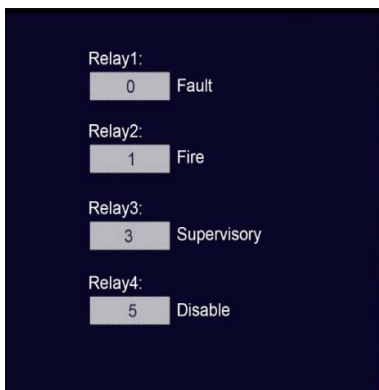 Relay1:
0 Fault
Relay2:
1 Fire
Relay3:
3 Supervisory
Relay4:
5 Disable